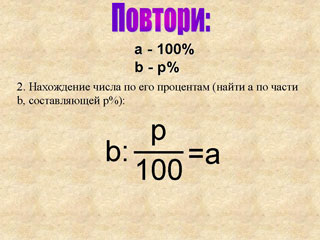 Повтори:
a - 100%
b - p%
2. Нахождение числа по его процентам (найти a по части
b, составляющей p%):
b: p/100 =a